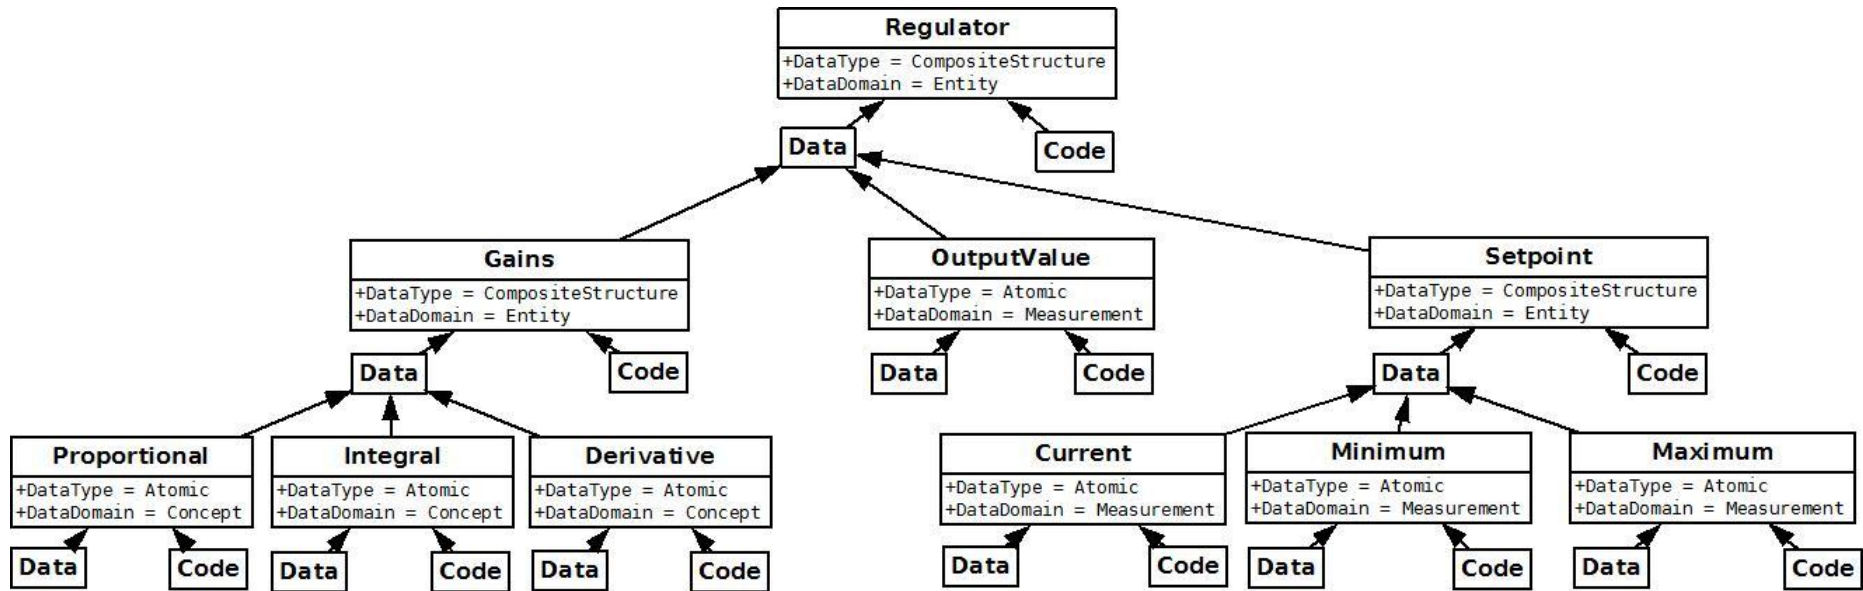 Regulator
+DataType = CompositeStructure
+DataDomain = Entity
Data
Code
Gains
+DataType = CompositeStructure
+DataDomain = Entity
OutputValue
+DataType = Atomic
+DataDomain = Measurement
Setpoint
+DataType = CompositeStructure
+DataDomain = Entity
Data
Code
Data
Code
Data
Code
Proportional
+DataType = Atomic
+DataDomain = Concept
Integral
+DataType = Atomic
+DataDomain = Concept
Derivative
+DataType = Atomic
+DataDomain = Concept
Current
+DataType = Atomic
+DataDomain = Measurement
Minimum
+DataType = Atomic
+DataDomain = Measurement
Maximum
+DataType = Atomic
+DataDomain = Measurement
Data
Code
Data
Code
Data
Code
Data
Code
Data
Code
Data
Code